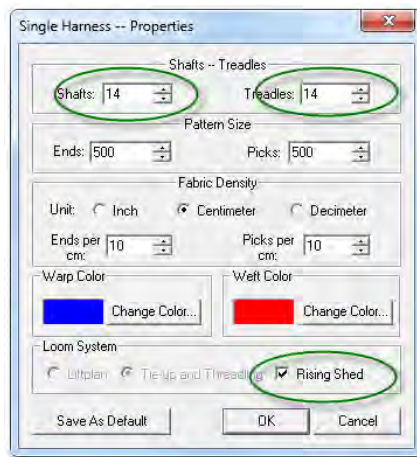 Single Harness -- Properties
Shafts -- Treadles
Shafts: 14 Treadles: 14
Pattern Size
Ends: 500 Picks: 500
Fabric Density
Unit: Inch Centimeter Decimeter
Ends per cm: 10 Picks per cm: 10
Warp Color Weft Color
Change Color... Change Color...
Loom System
Liftplan Tie-up and Threading Rising Shed
Save As Default OK Cancel